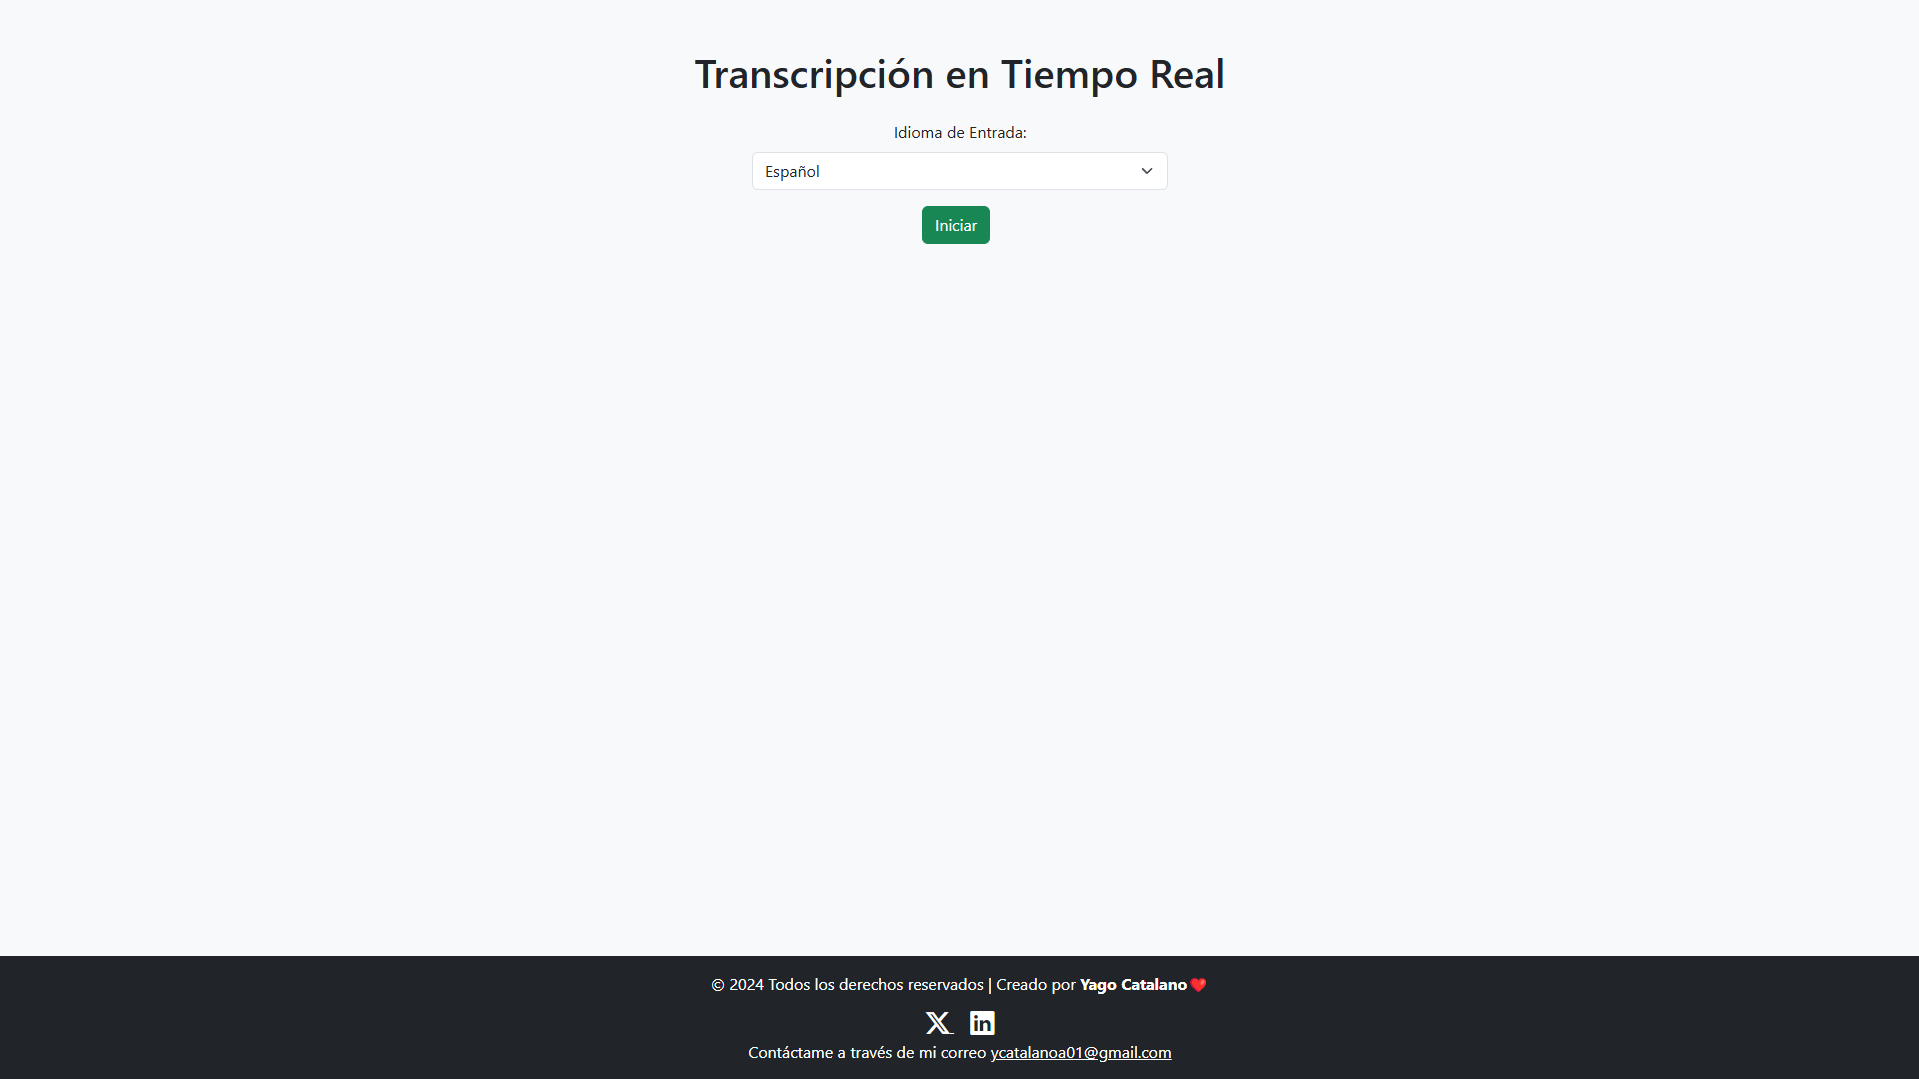 Transcripción en Tiempo Real
Idioma de Entrada:
Español
Iniciar
© 2024 Todos los derechos reservados | Creado por Yago Catalano❤️
Contáctame a través de mi correo ycatalanoa01@gmail.com